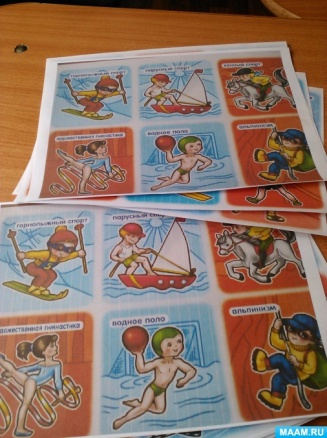 горнолыжный спорт
парусный спорт
конный спорт
художественная гимнастика
водное поло
альпинизм
горнолыжный спорт
парусный спорт
водное поло
альпинизм
MAAM.RU